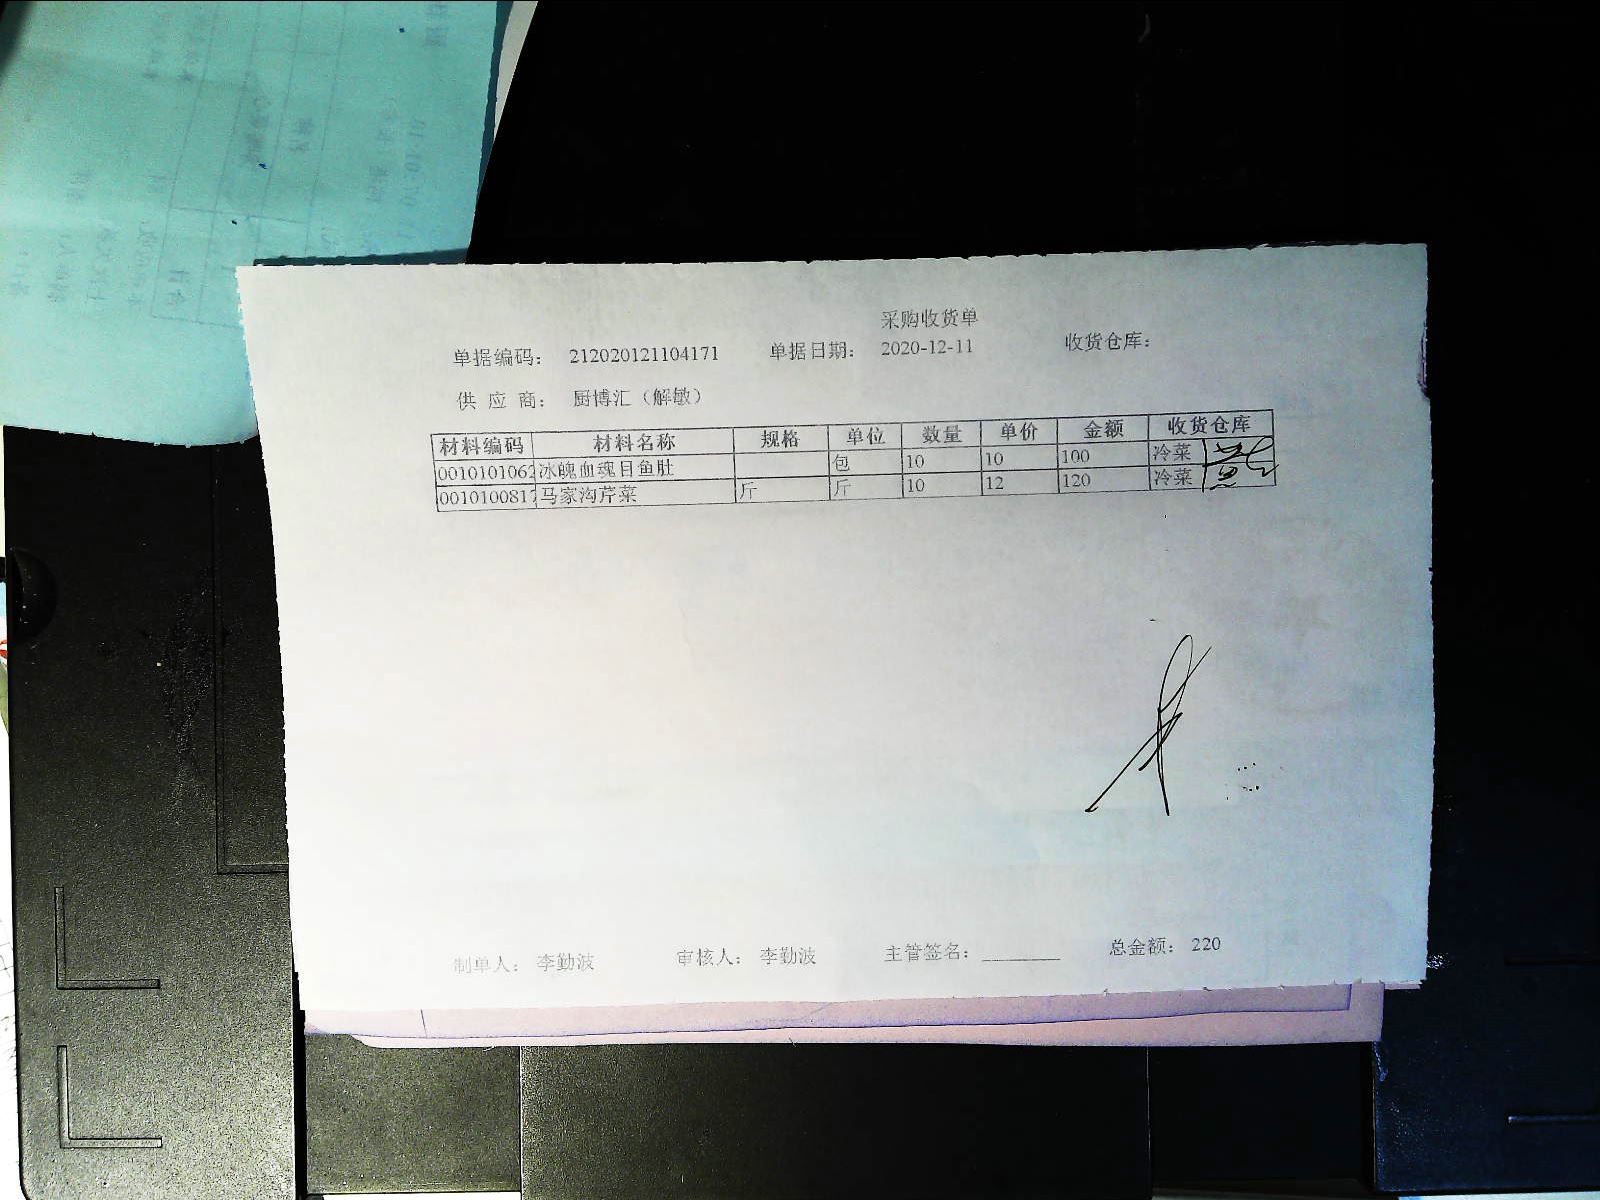 采购收货单
单据编码： 212020121104171 单据日期： 2020-12-11 收货仓库：
供 应 商： 厨博汇（解敏）
材料编码 材料名称 规格 单位 数量 单价 金额 收货仓库
0010101062 冰魄血魂目鱼肚 包 10 10 100 冷菜
0010100817 马家沟芹菜 斤 斤 10 12 120 冷菜
制单人： 李勤波 审核人： 李勤波 主管签名：________ 总金额： 220